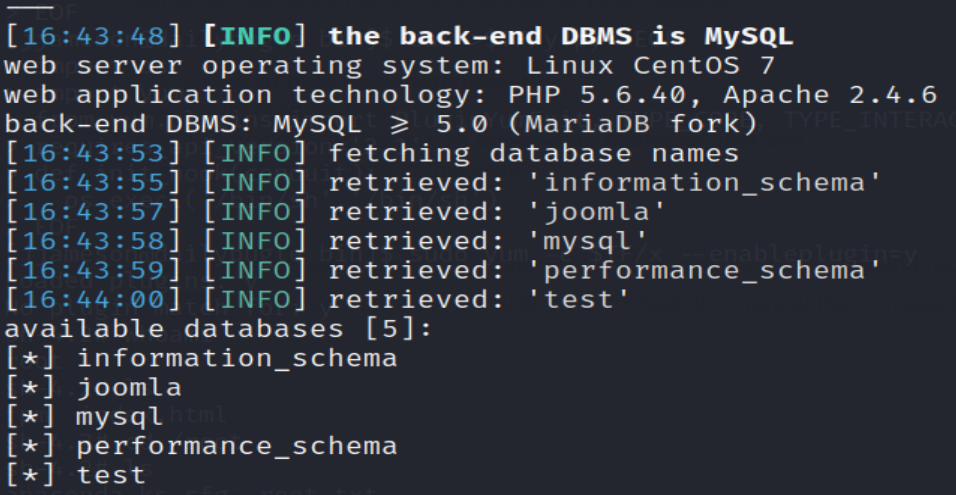 [16:43:48] [INFO] the back-end DBMS is MySQL
web server operating system: Linux CentOS 7
web application technology: PHP 5.6.40, Apache 2.4.6
back-end DBMS: MySQL ⩾ 5.0 (MariaDB fork)
[16:43:53] [INFO] fetching database names
[16:43:55] [INFO] retrieved: 'information_schema'
[16:43:57] [INFO] retrieved: 'joomla'
[16:43:58] [INFO] retrieved: 'mysql'
[16:43:59] [INFO] retrieved: 'performance_schema'
[16:44:00] [INFO] retrieved: 'test'
available databases [5]:
[*] information_schema
[*] joomla
[*] mysql
[*] performance_schema
[*] test